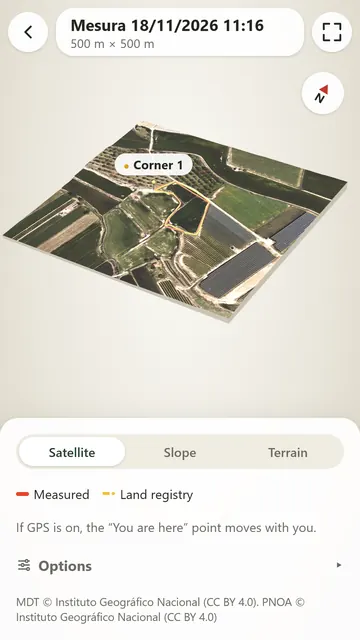 Mesura 18/11/2026 11:16
500 m × 500 m
N
Corner 1
Satellite
Slope
Terrain
Measured
Land registry
If GPS is on, the “You are here” point moves with you.
Options
MDT © Instituto Geográfico Nacional (CC BY 4.0). PNOA ©
Instituto Geográfico Nacional (CC BY 4.0)